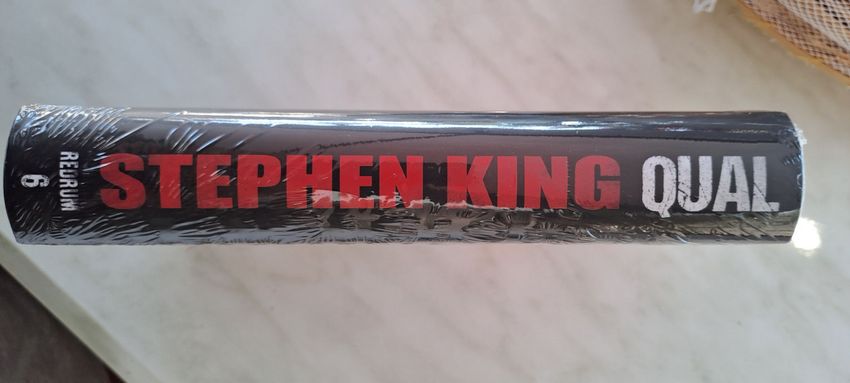 STEPHEN KING QUAL
REDRUM
6